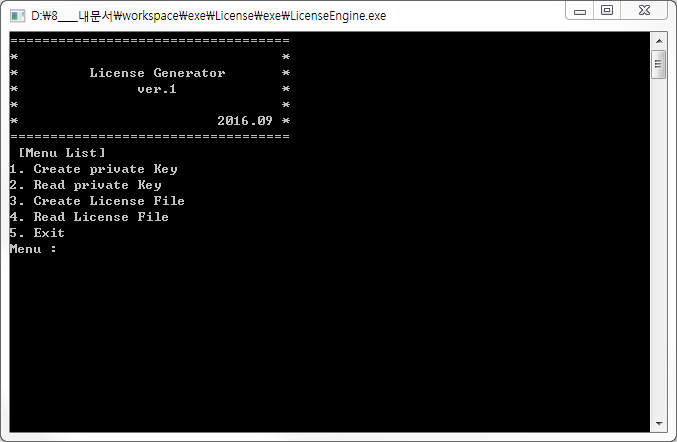 D:₩8___내문서₩workspace₩exe₩License₩exe₩LicenseEngine.exe
===================================
*                                 *
*         License Generator       *
*               ver.1             *
*                                 *
*                         2016.09 *
===================================
 [Menu List]
1. Create private Key
2. Read private Key
3. Create License File
4. Read License File
5. Exit
Menu :